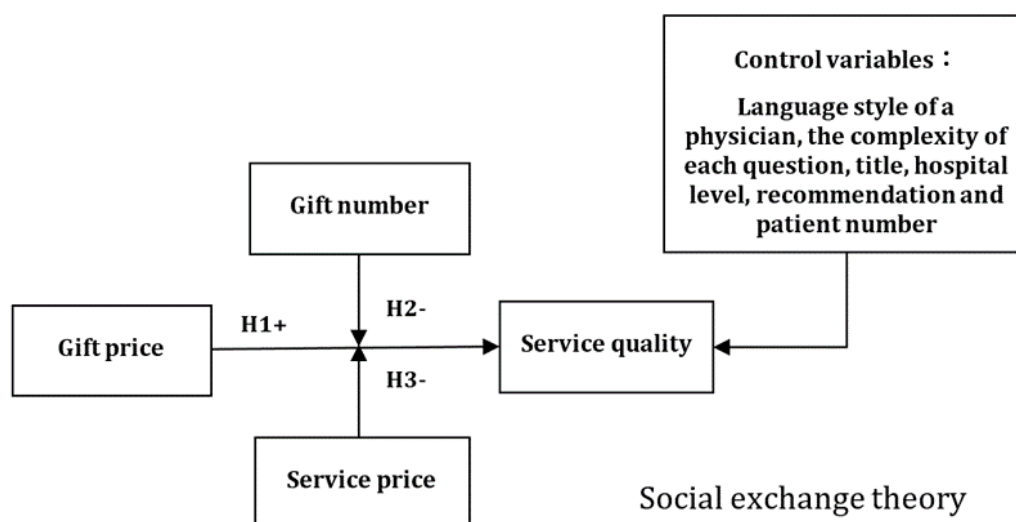 Control variables：
Language style of a
physician, the complexity of
each question, title, hospital
level, recommendation and
patient number
Gift number
H1+
H2-
Gift price
Service quality
H3-
Service price
Social exchange theory